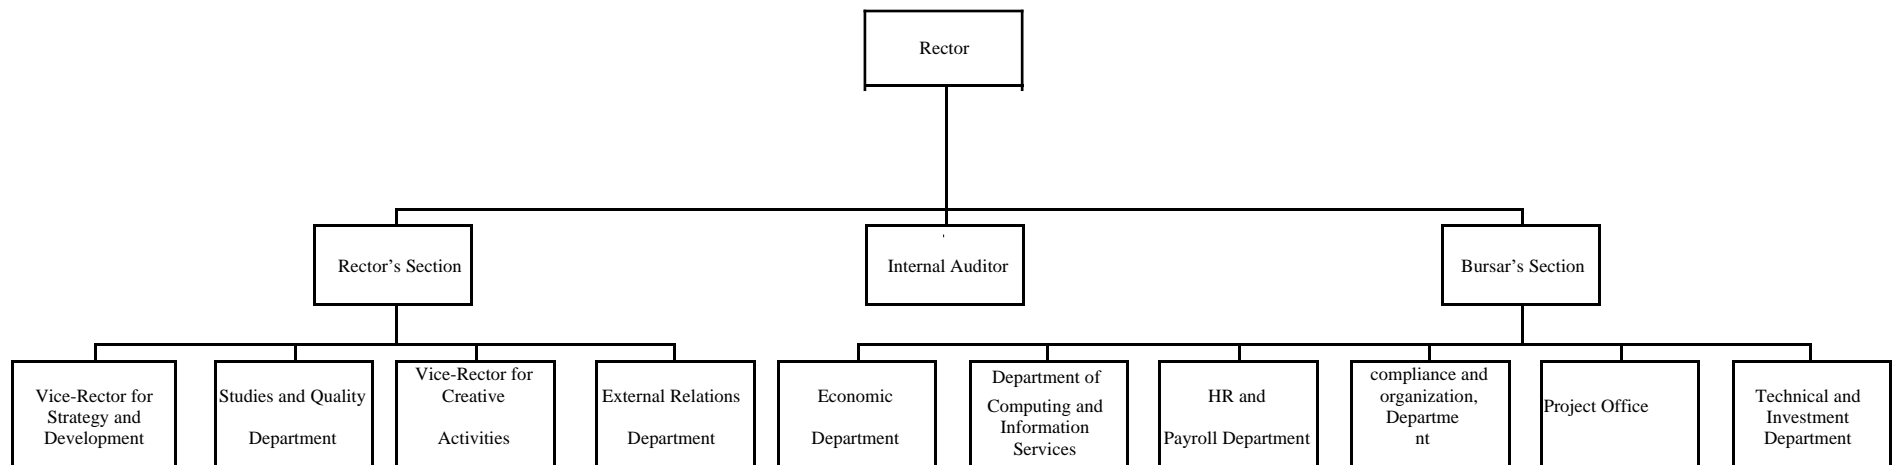 Rector
Rector’s Section
Internal Auditor
Bursar’s Section
Vice-Rector for
Strategy and
Development
Studies and Quality
Department
Vice-Rector for
Creative
Activities
External Relations
Department
Economic
Department
Department of
Computing and
Information
Services
HR and
Payroll Department
compliance and
organization,
Departme
nt
Project Office
Technical and
Investment
Department